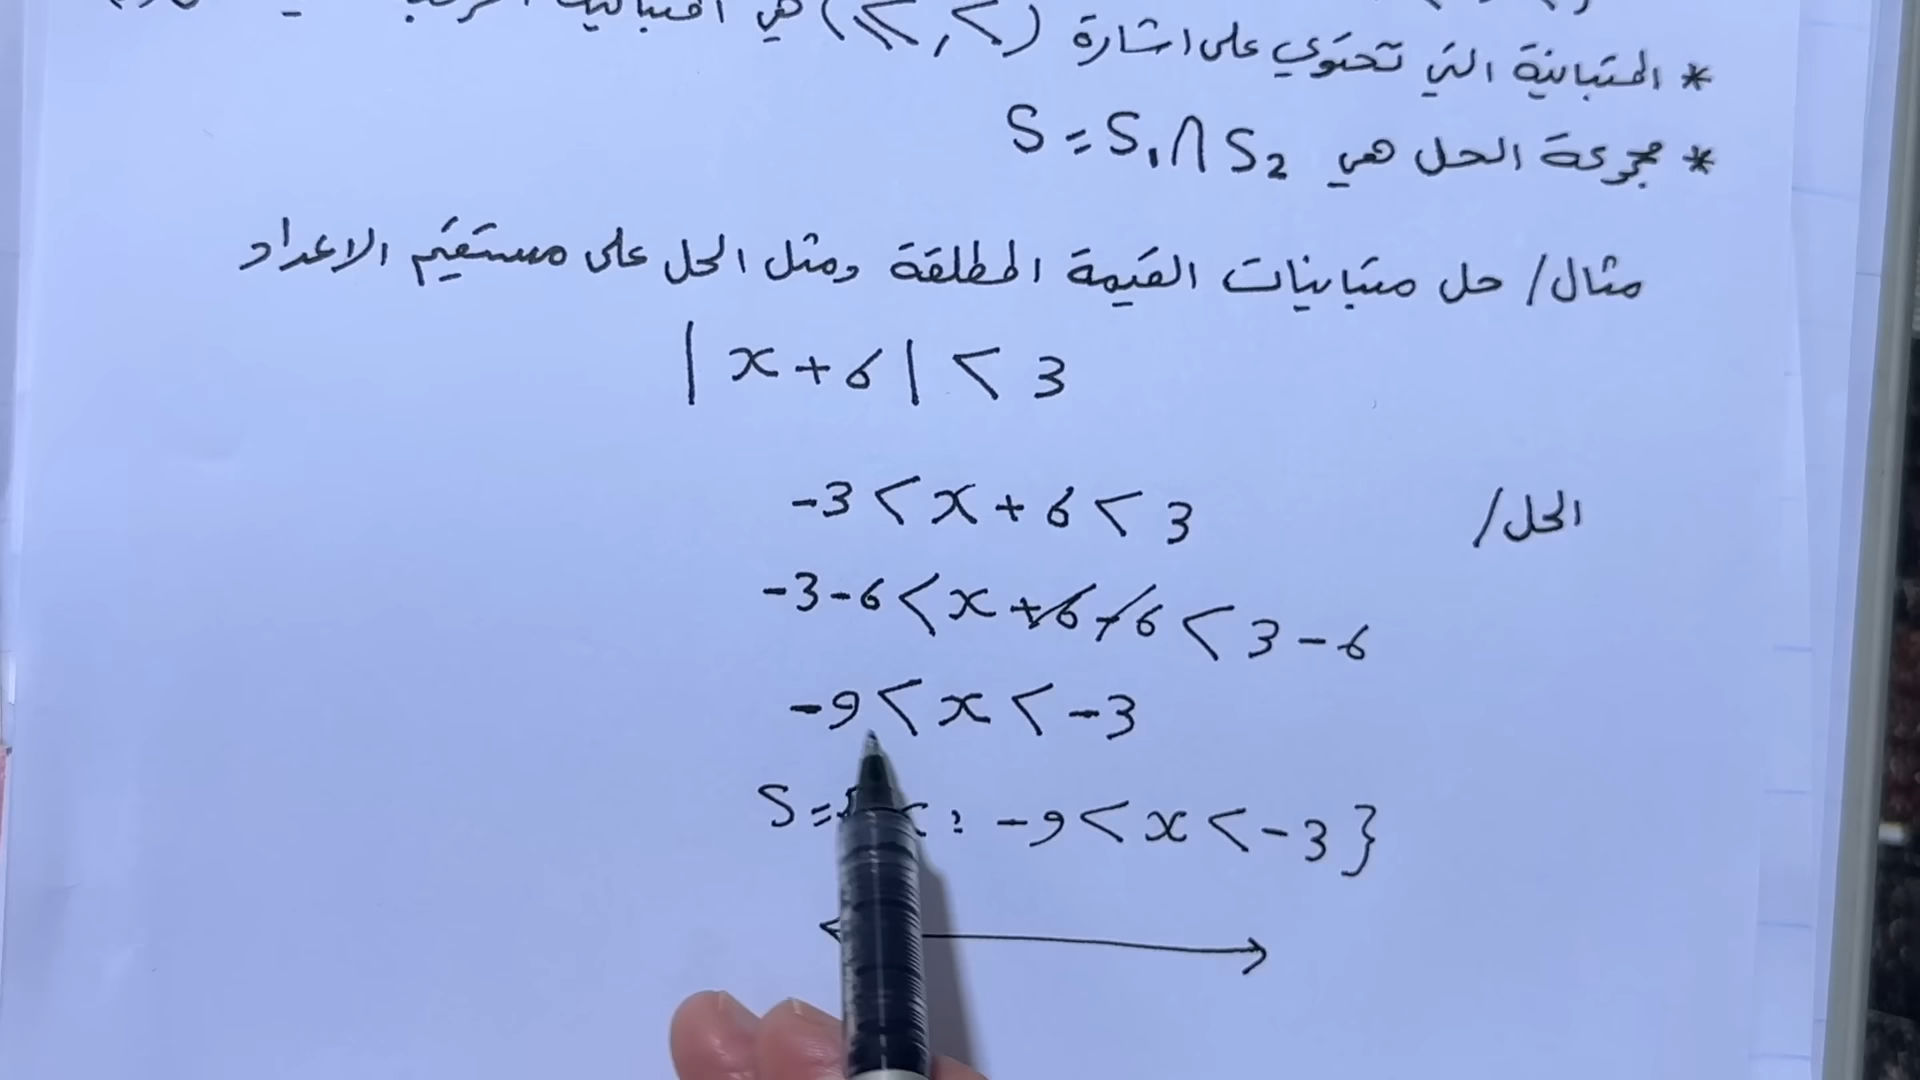 * المتباينة التي تحتوي على اشارة (<, ≤) هي
* مجموعة الحل هي S = S₁ ∩ S₂
مثال/ حل متباينات القيمة المطلقة ومثل الحل على مستقيم الاعداد
|x+6| < 3
الحل/ -3 < x + 6 < 3
-3-6 < x +6-6 < 3-6
-9 < x < -3
S={x: -9 < x < -3}